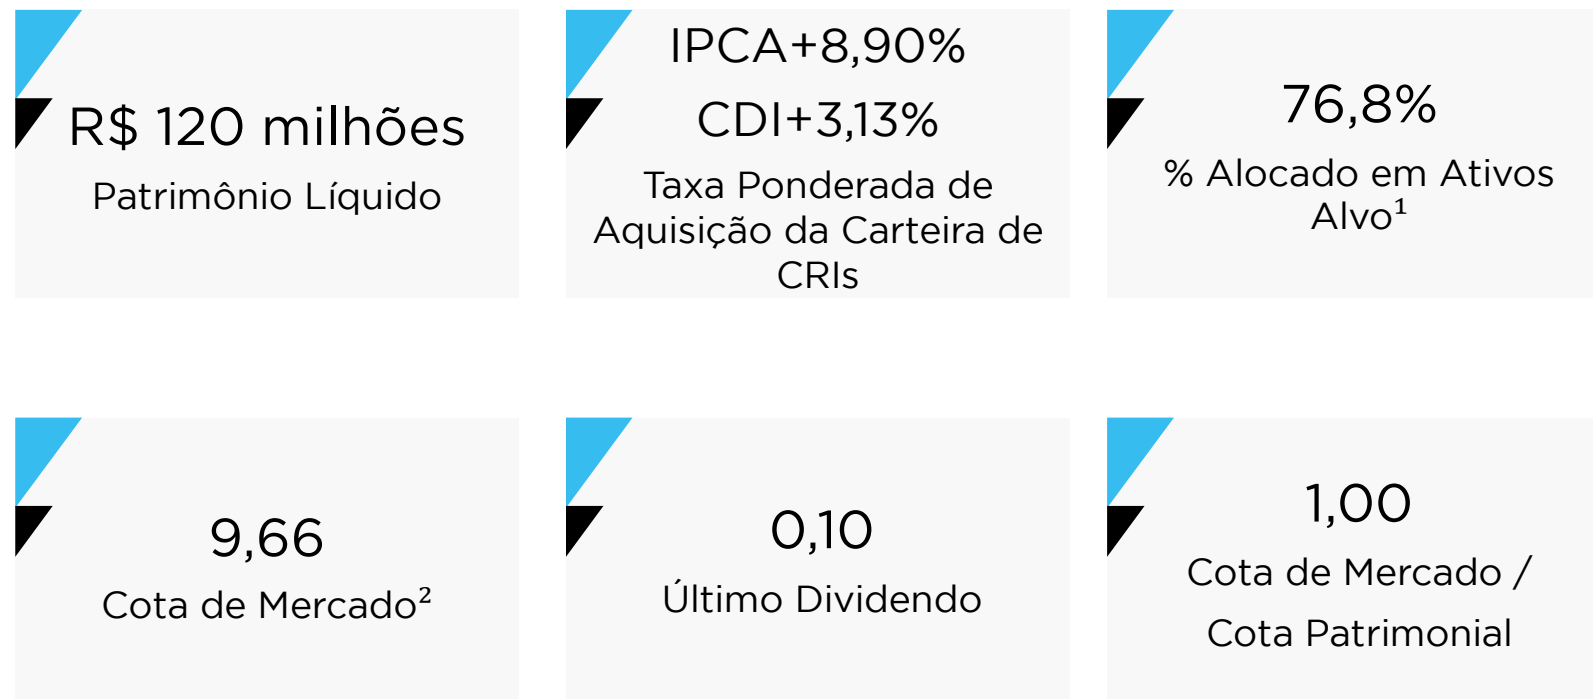 R$ 120 milhões
Patrimônio Líquido
IPCA+8,90%
CDI+3,13%
Taxa Ponderada de
Aquisição da Carteira de
CRIs
76,8%
% Alocado em Ativos
Alvo¹
9,66
Cota de Mercado²
0,10
Último Dividendo
1,00
Cota de Mercado /
Cota Patrimonial